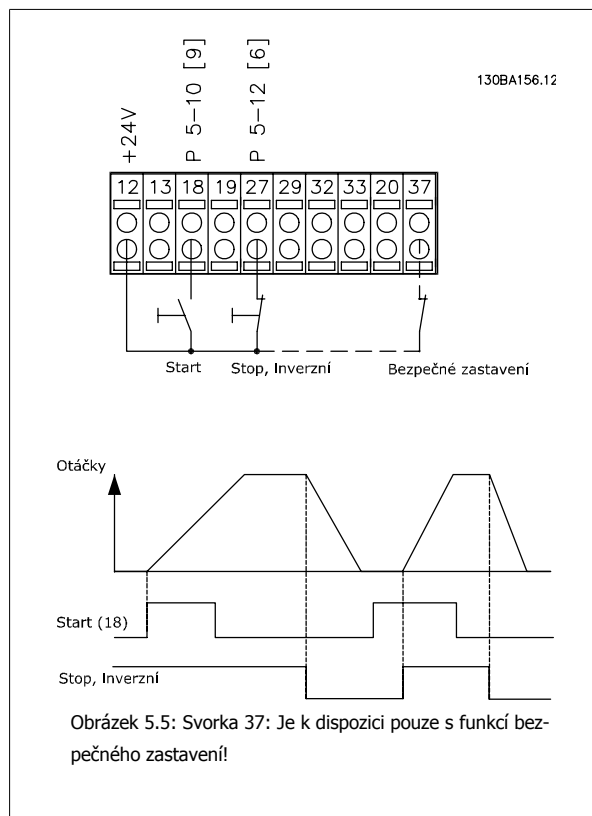 +24V
P 5-10 [9]
P 5-12 [6]
130BA156.12
12 13 18 19 27 29 32 33 20 37
Start
Stop, Inverzní
Bezpečné zastavení
Otáčky
Start (18)
Stop, Inverzní
Obrázek 5.5: Svorka 37: Je k dispozici pouze s funkcí bez-
pečného zastavení!